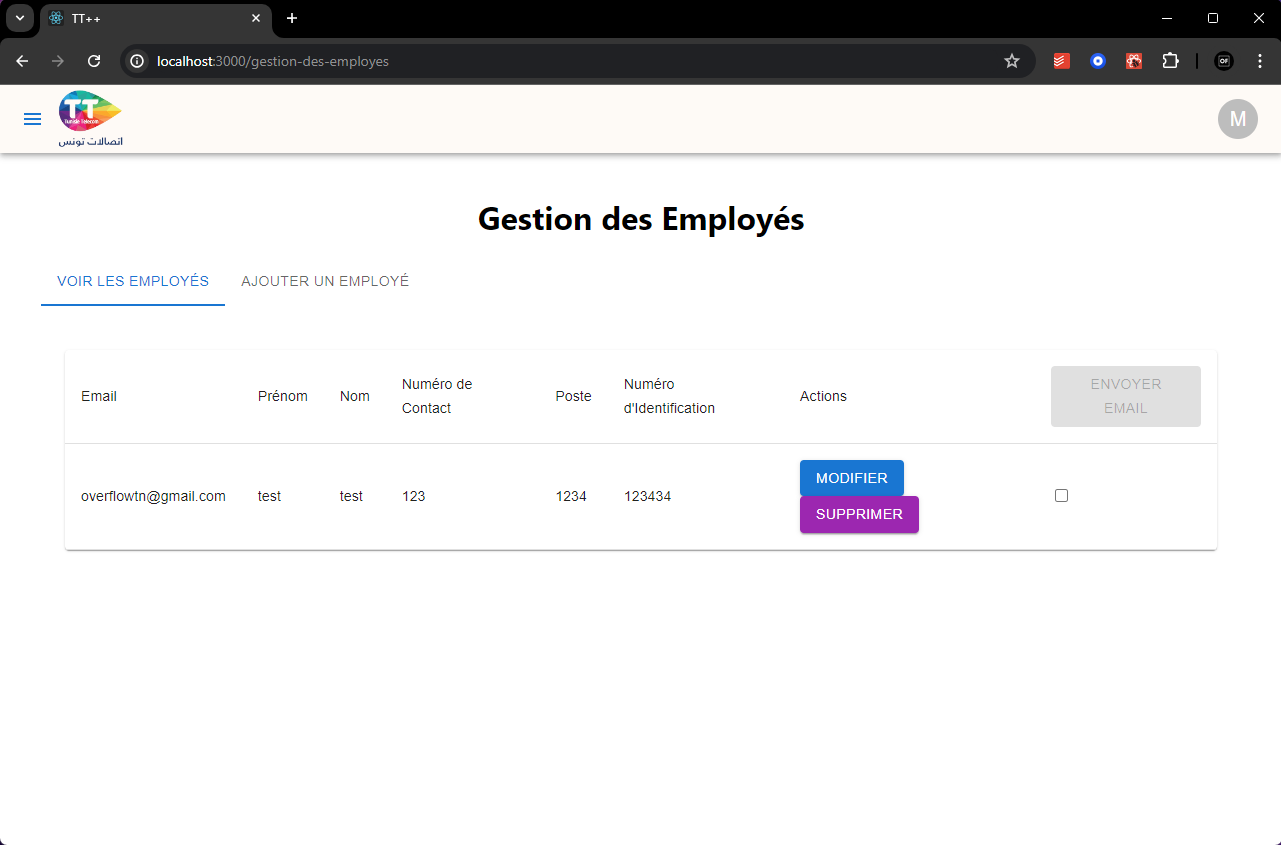 TT++
localhost:3000/gestion-des-employes
OF
TT
Tunisie Telecom
اتصالات تونس
M
Gestion des Employés
VOIR LES EMPLOYÉS
AJOUTER UN EMPLOYÉ
Email
Prénom
Nom
Numéro de
Contact
Poste
Numéro
d'Identification
Actions
ENVOYER
EMAIL
overflowtn@gmail.com
test
test
123
1234
123434
MODIFIER
SUPPRIMER